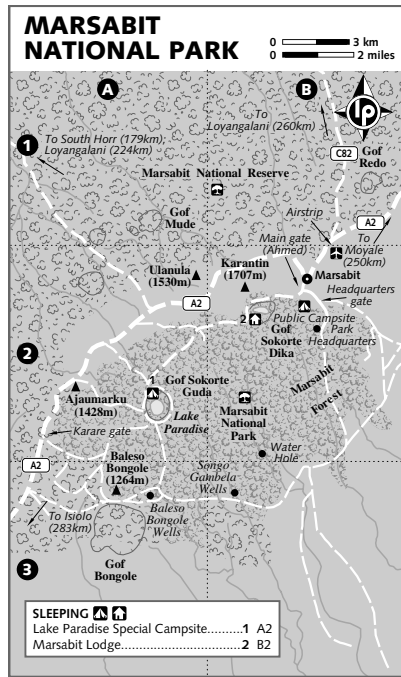 MARSABIT
NATIONAL PARK
0 3 km
0 2 miles
A
B
1
To South Horr (179km);
Loyangalani (224km)
To
Loyangalani (260km)
lp
C82
Gof
Redo
Marsabit National Reserve
Airstrip
A2
Gof
Mude
Main gate
(Ahmed)
To
Moyale
(250km)
Ulanula
(1530m)
Karantin
(1707m)
Marsabit
A2
Headquarters
gate
2
Public Campsite
Gof
Sokorte
Dika
Park
Headquarters
2
1
Gof Sokorte
Guda
Marsabit
Forest
Ajaumarku
(1428m)
Lake
Paradise
Marsabit
National
Park
Karare gate
Baleso
Bongole
(1264m)
Water
Hole
A2
Songo
Gambela
Wells
To Isiolo
(283km)
Baleso
Bongole
Wells
3
Gof
Bongole
SLEEPING
Lake Paradise Special Campsite..........1 A2
Marsabit Lodge.................................2 B2